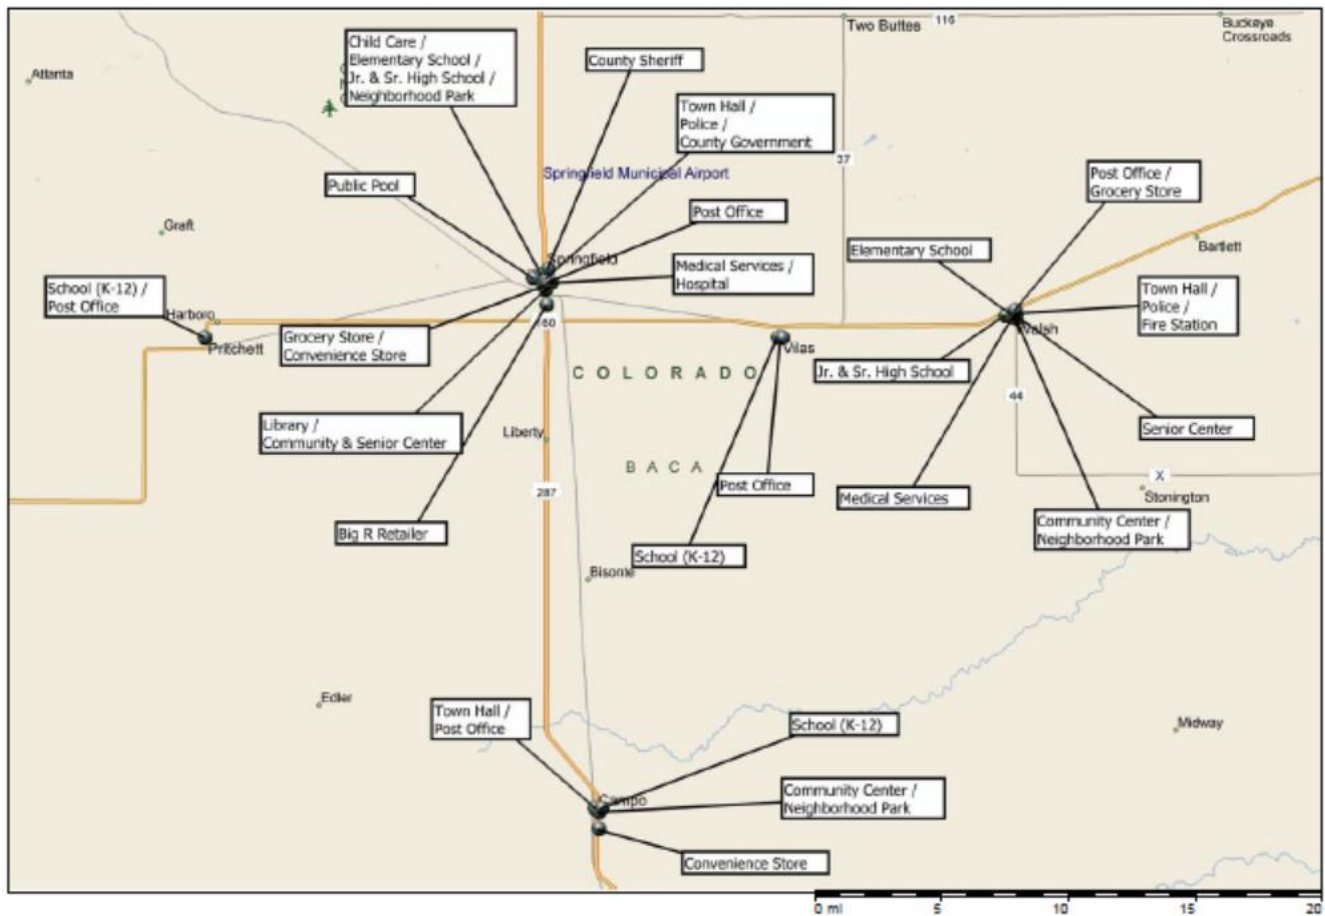 Two Buttes
116
Buckeye
Crossroads
Child Care /
Elementary School /
Jr. & Sr. High School /
Neighborhood Park
County Sheriff
Atlanta
Town Hall /
Police /
County Government
37
Springfield Municipal Airport
Public Pool
Post Office /
Grocery Store
Post Office
Graft
Bartlett
Elementary School
Springfield
Medical Services /
Hospital
School (K-12) /
Post Office
Town Hall /
Police /
Fire Station
Harboro
160
Walsh
Grocery Store /
Convenience Store
Pritchett
Vilas
COLORADO
Jr. & Sr. High School
44
Library /
Community & Senior Center
Liberty
Senior Center
BACA
Post Office
X
287
Medical Services
Stonington
Big R Retailer
Community Center /
Neighborhood Park
School (K-12)
Bisonte
Edler
Town Hall /
Post Office
School (K-12)
Midway
Campo
Community Center /
Neighborhood Park
Convenience Store
0 mi
5
10
15
20